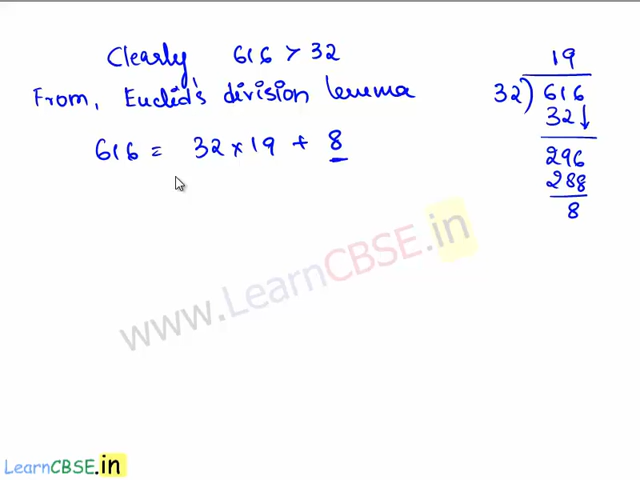 Clearly 616 > 32
From, Euclid's division lemma
616 = 32 × 19 + 8
19
32) 616
32↓
296
288
8
www.LearnCBSE.in
LearnCBSE.in